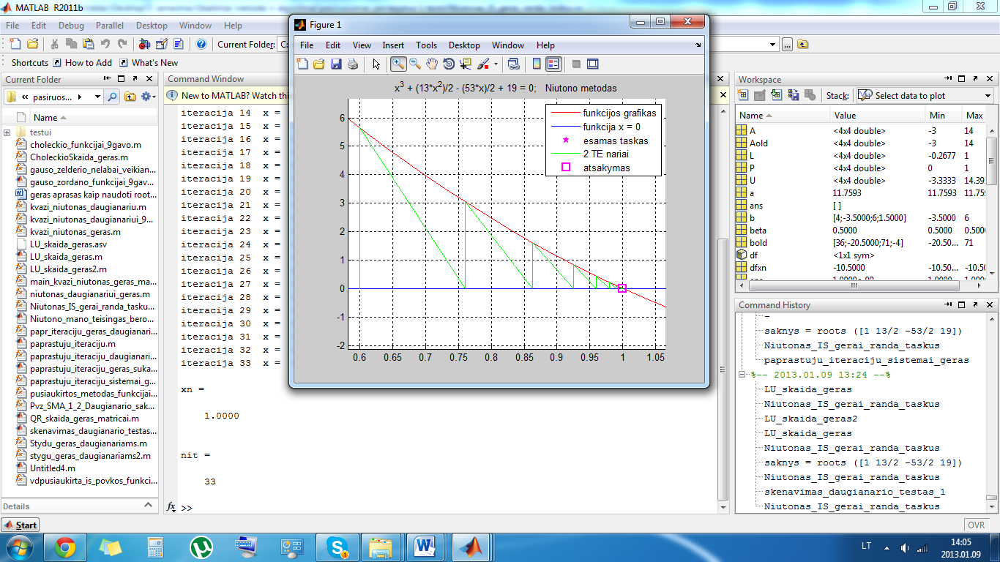 MATLAB R2011b
File Edit Debug Parallel Desktop Window Help
Current Folder: C:
Shortcuts How to Add What's New
Current Folder
« pasiruos...
Name
testui
choleckio_funkcijai_9gavo.m
CholeckioSkaida_geras.m
gauso_zelderio_nelabai_veikian...
gauso_zordano_funkcijai_9gav...
geras aprasas kaip naudoti root...
kvazi_niutonas_daugianariu.m
kvazi_niutonas_daugianariui_9...
kvazi_niutonas_geras.m
LU_skaida_geras.asv
LU_skaida_geras.m
LU_skaida_geras2.m
main_kvazi_niutonas_geras_ma...
niutonas_daugianariui_geras.m
Niutonas_IS_gerai_randa_tasku...
Niutono_mano_teisingas_bero...
papr_iteraciju_geras_daugianari...
paprastuju_iteraciju.m
paprastuju_iteraciju_daugianari...
paprastuju_iteraciju_geras_suka...
paprastuju_iteraciju_sistemai_g...
pusiaukirtos_metodas_funkcijai...
Pvz_SMA_1_2_Daugianario_sak...
QR_skaida_geras_matricai.m
skenavimas_daugianario_testas...
Stydu_geras_daugianariams.m
stygu_geras_daugianariams2.m
Untitled4.m
vdpusiaukirta_is_povkos_funkci...
Details
Command Window
New to MATLAB? Watch thi
iteracija 14 x =
iteracija 15 x =
iteracija 16 x =
iteracija 17 x =
iteracija 18 x =
iteracija 19 x =
iteracija 20 x =
iteracija 21 x =
iteracija 22 x =
iteracija 23 x =
iteracija 24 x =
iteracija 25 x =
iteracija 26 x =
iteracija 27 x =
iteracija 28 x =
iteracija 29 x =
iteracija 30 x =
iteracija 31 x =
iteracija 32 x =
iteracija 33 x =
xn =
1.0000
nit =
33
fx >>
Figure 1
File Edit View Insert Tools Desktop Window Help
x^3 + (13*x^2)/2 - (53*x)/2 + 19 = 0; Niutono metodas
funkcijos grafikas
funkcija x = 0
esamas taskas
2 TE nariai
atsakymas
6
5
4
3
2
1
0
-1
-2
0.6 0.65 0.7 0.75 0.8 0.85 0.9 0.95 1 1.05
Workspace
Stack: Select data to plot
Name Value Min Max
A <4x4 double> -3 14
Aold <4x4 double> -3 14
L <4x4 double> -0.2677 1
P <4x4 double> 0 1
U <4x4 double> -3.3333 14.39
a 11.7593 11.7593 11.75
ans [ ]
b [4;-3.5000;6;1.5000] -3.5000 6
beta 0.5000 0.5000 0.500
bold [36;-20.5000;71;-4] -20.50... 71
df <1x1 sym>
dfxn -10.5000 -10.50... -10.50
Command History
saknys = roots ([1 13/2 -53/2 19])
Niutonas_IS_gerai_randa_taskus
paprastuju_iteraciju_sistemai_geras
%-- 2013.01.09 13:24 --%
LU_skaida_geras
Niutonas_IS_gerai_randa_taskus
LU_skaida_geras2
LU_skaida_geras
Niutonas_IS_gerai_randa_taskus
saknys = roots ([1 13/2 -53/2 19])
Niutonas_IS_gerai_randa_taskus
skenavimas_daugianario_testas_1
Niutonas_IS_gerai_randa_taskus
Start
OVR
LT
14:05
2013.01.09